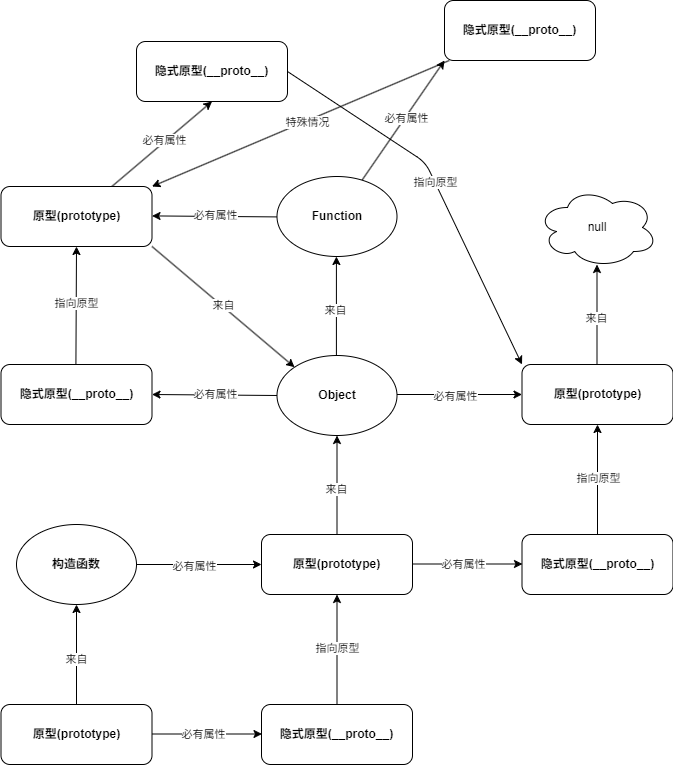 隐式原型(__proto__)
隐式原型(__proto__)
特殊情况
必有属性
必有属性
指向原型
原型(prototype)
必有属性
Function
null
指向原型
来自
来自
来自
隐式原型(__proto__)
必有属性
Object
必有属性
原型(prototype)
指向原型
来自
构造函数
必有属性
原型(prototype)
必有属性
隐式原型(__proto__)
来自
指向原型
原型(prototype)
必有属性
隐式原型(__proto__)